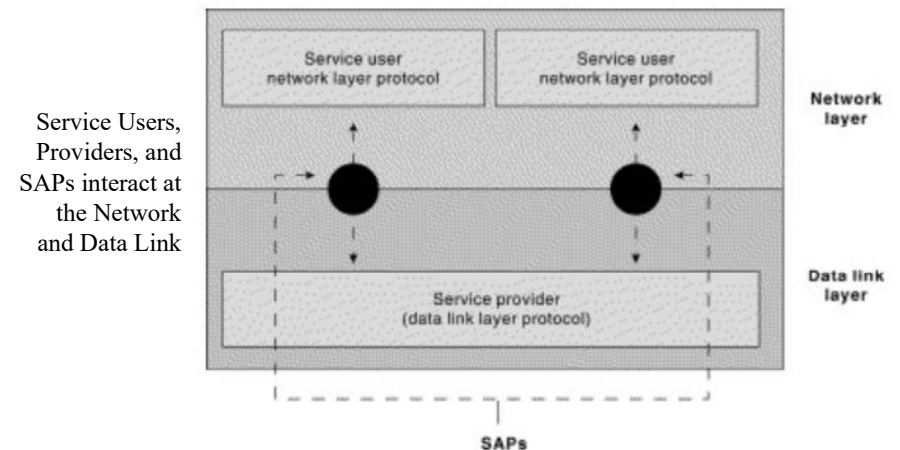 Service Users,
Providers, and
SAPs interact at
the Network
and Data Link
Service user
network layer protocol
Service user
network layer protocol
Network
layer
Service provider
(data link layer protocol)
Data link
layer
SAPs